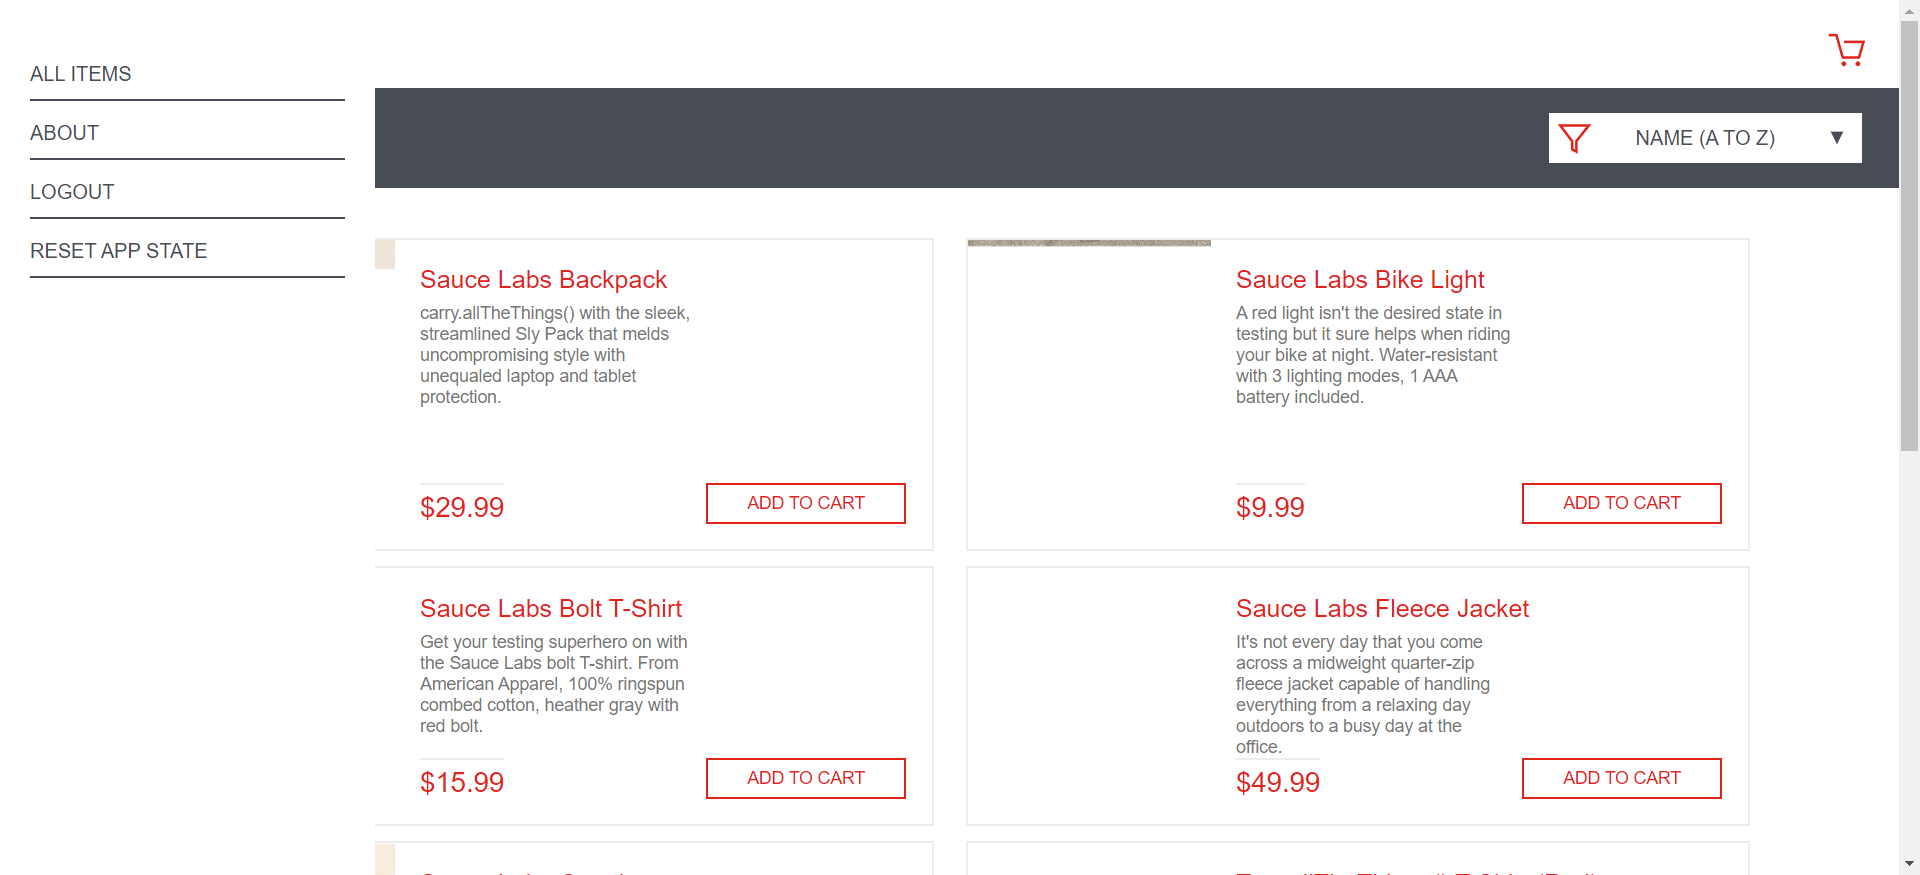 ALL ITEMS
ABOUT
LOGOUT
RESET APP STATE
NAME (A TO Z)
Sauce Labs Backpack
carry.allTheThings() with the sleek,
streamlined Sly Pack that melds
uncompromising style with
unequaled laptop and tablet
protection.
$29.99
ADD TO CART
Sauce Labs Bike Light
A red light isn't the desired state in
testing but it sure helps when riding
your bike at night. Water-resistant
with 3 lighting modes, 1 AAA
battery included.
$9.99
ADD TO CART
Sauce Labs Bolt T-Shirt
Get your testing superhero on with
the Sauce Labs bolt T-shirt. From
American Apparel, 100% ringspun
combed cotton, heather gray with
red bolt.
$15.99
ADD TO CART
Sauce Labs Fleece Jacket
It's not every day that you come
across a midweight quarter-zip
fleece jacket capable of handling
everything from a relaxing day
outdoors to a busy day at the
office.
$49.99
ADD TO CART